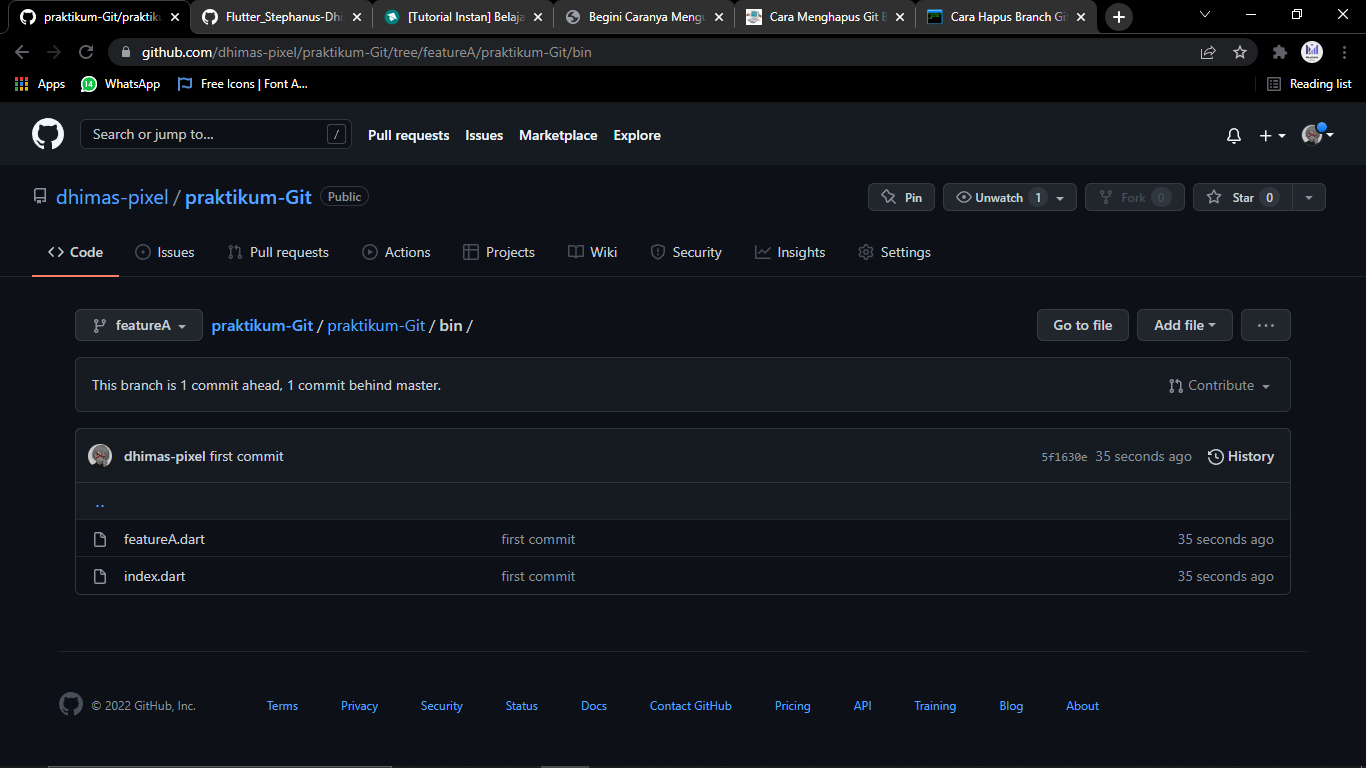 praktikum-Git/praktiku
Flutter_Stephanus-Dhi
[Tutorial Instan] Belaja
Begini Caranya Mengu
Cara Menghapus Git B
Cara Hapus Branch Git
github.com/dhimas-pixel/praktikum-Git/tree/featureA/praktikum-Git/bin
Apps
14
WhatsApp
Free Icons | Font A...
Reading list
Search or jump to...
/
Pull requests
Issues
Marketplace
Explore
dhimas-pixel / praktikum-Git
Public
Pin
Unwatch 1
Fork 0
Star 0
Code
Issues
Pull requests
Actions
Projects
Wiki
Security
Insights
Settings
featureA
praktikum-Git / praktikum-Git / bin /
Go to file
Add file
...
This branch is 1 commit ahead, 1 commit behind master.
Contribute
dhimas-pixel first commit
5f1630e 35 seconds ago
History
..
featureA.dart first commit 35 seconds ago
index.dart first commit 35 seconds ago
© 2022 GitHub, Inc.
Terms
Privacy
Security
Status
Docs
Contact GitHub
Pricing
API
Training
Blog
About